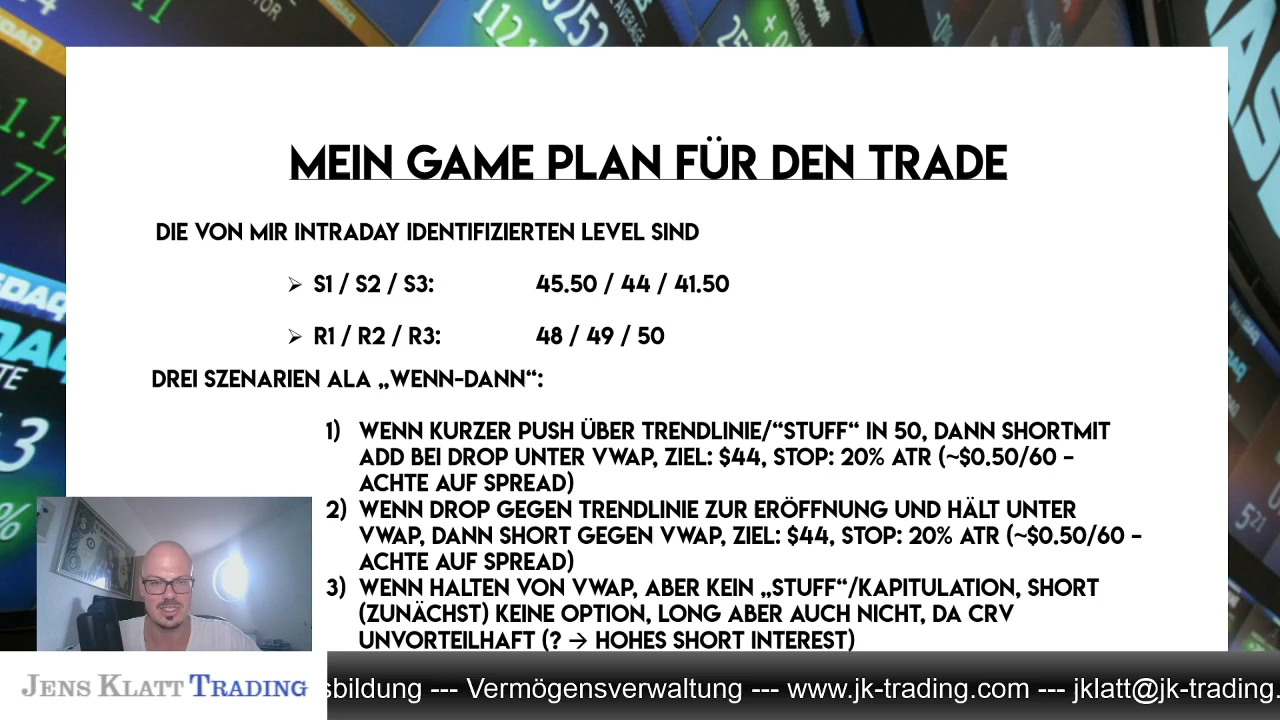 MEIN GAME PLAN FÜR DEN TRADE
DIE VON MIR INTRADAY IDENTIFIZIERTEN LEVEL SIND
➢ S1 / S2 / S3: 45.50 / 44 / 41.50
➢ R1 / R2 / R3: 48 / 49 / 50
DREI SZENARIEN ALA „WENN-DANN“:
1) WENN KURZER PUSH ÜBER TRENDLINIE/“STUFF“ IN 50, DANN SHORTMIT
ADD BEI DROP UNTER VWAP, ZIEL: $44, STOP: 20% ATR (~$0.50/60 –
ACHTE AUF SPREAD)
2) WENN DROP GEGEN TRENDLINIE ZUR ERÖFFNUNG UND HÄLT UNTER
VWAP, DANN SHORT GEGEN VWAP, ZIEL: $44, STOP: 20% ATR (~$0.50/60 –
ACHTE AUF SPREAD)
3) WENN HALTEN VON VWAP, ABER KEIN „STUFF“/KAPITULATION, SHORT
(ZUNÄCHST) KEINE OPTION, LONG ABER AUCH NICHT, DA CRV
UNVORTEILHAFT (? → HOHES SHORT INTEREST)
JENS KLATT TRADING
sbildung --- Vermögensverwaltung --- www.jk-trading.com --- jklatt@jk-trading.